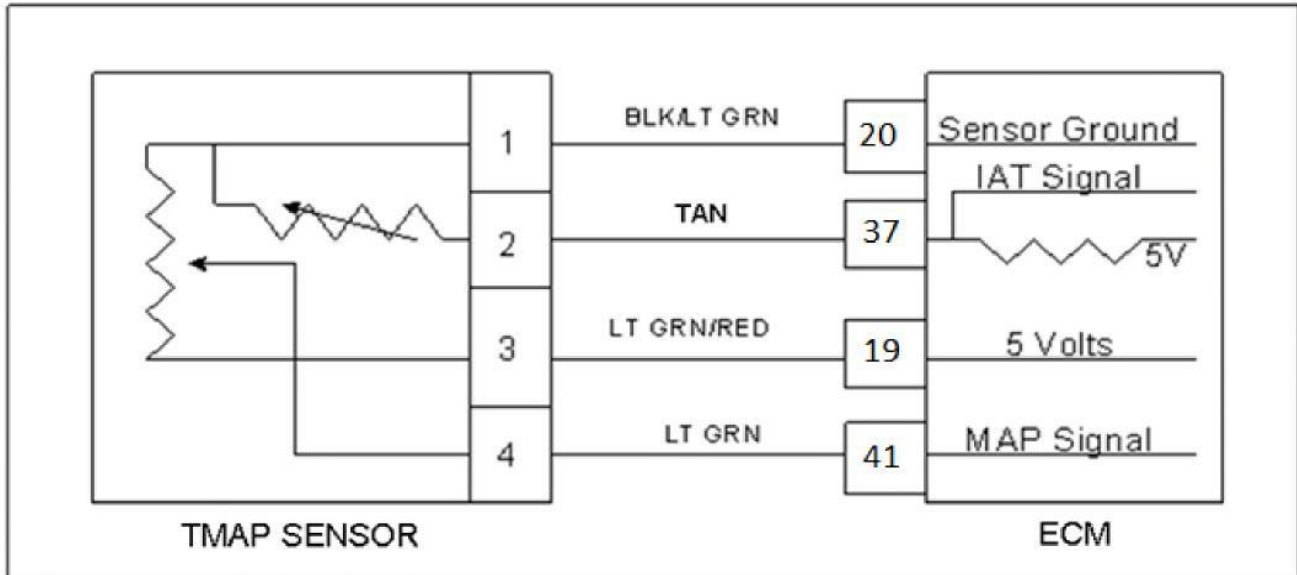 1 BLK/LT GRN 20 Sensor Ground
IAT Signal
2 TAN 37 5V
3 LT GRN/RED 19 5 Volts
4 LT GRN 41 MAP Signal
TMAP SENSOR ECM